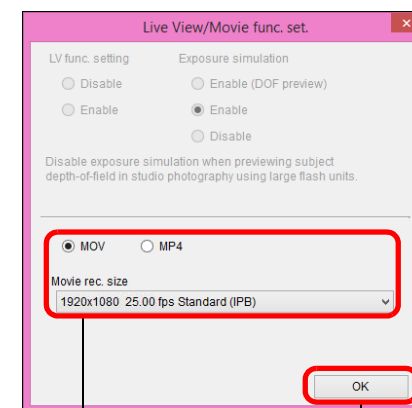 Live View/Movie func. set.
×
LV func. setting Exposure simulation
Disable Enable (DOF preview)
Enable Enable
Disable
Disable exposure simulation when previewing subject
depth-of-field in studio photography using large flash units.
MOV MP4
Movie rec. size
1920x1080 25.00 fps Standard (IPB)
OK